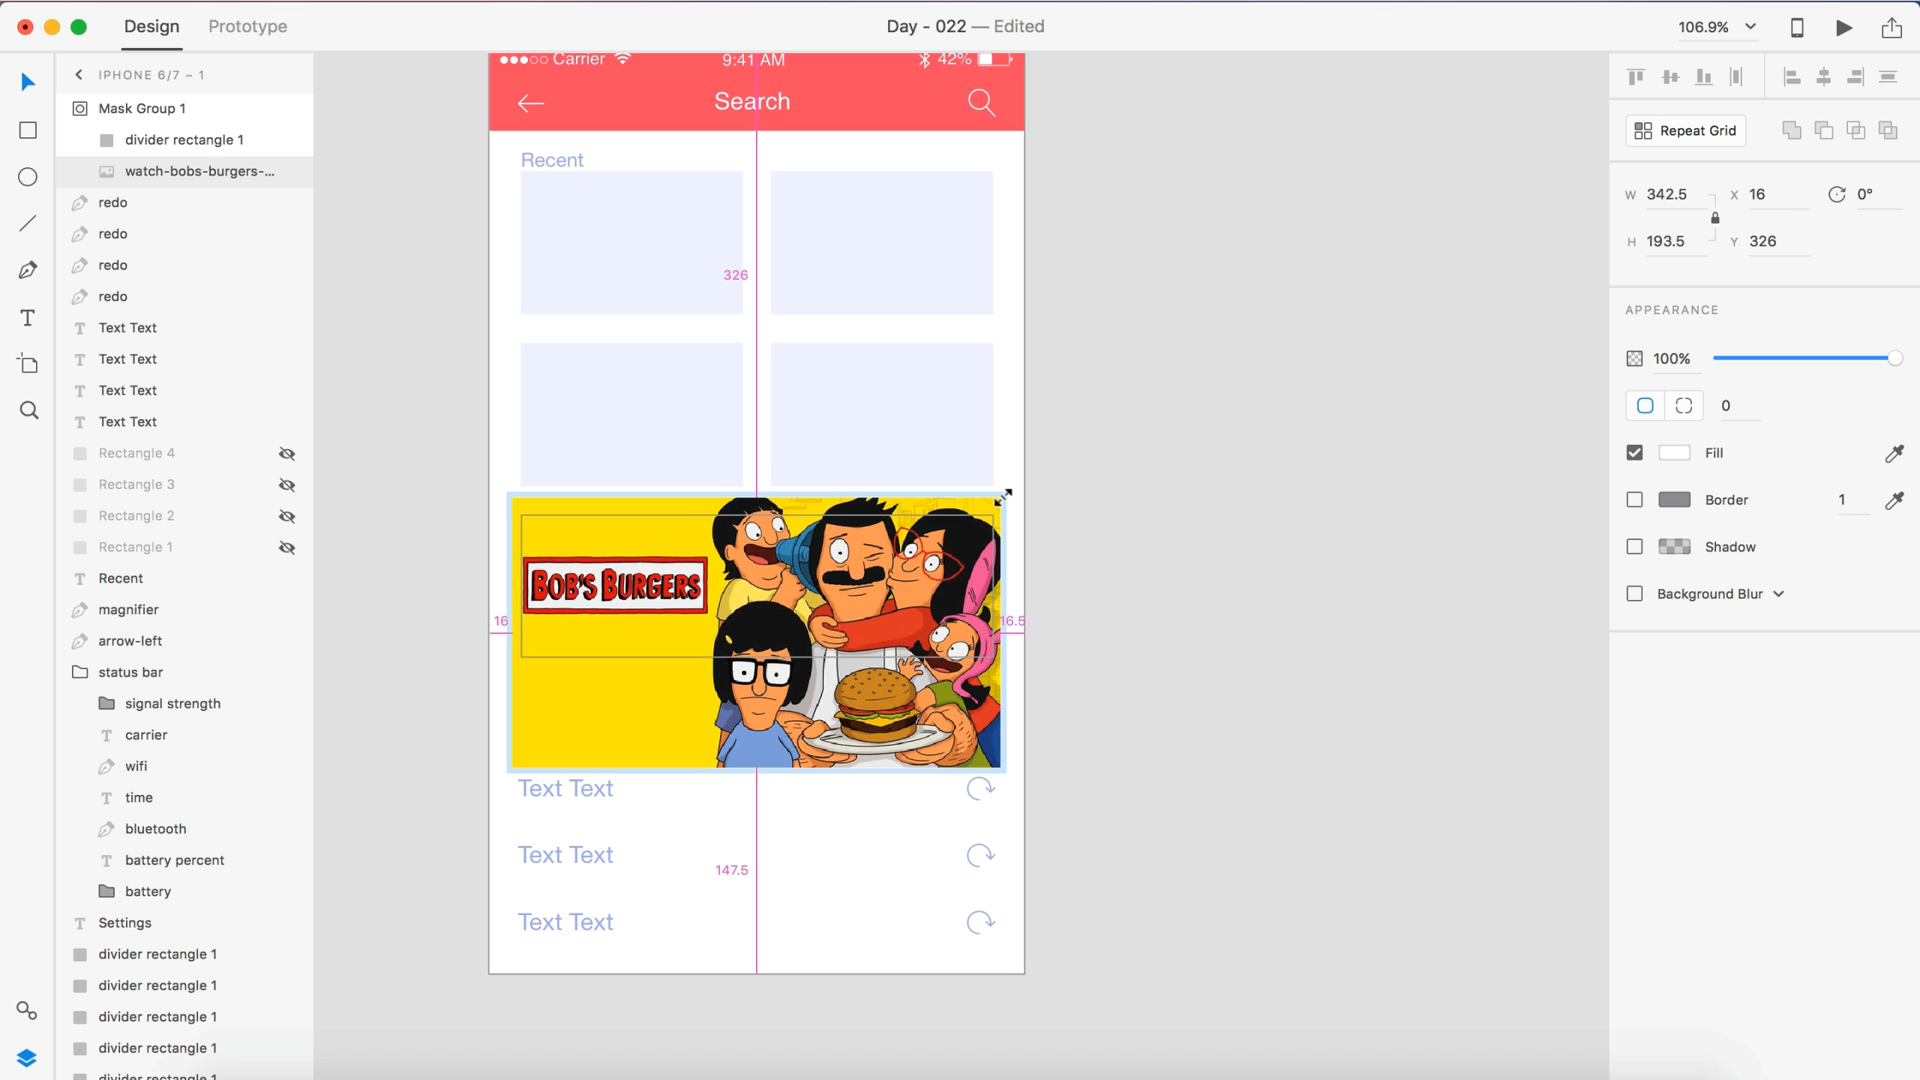 Design
Prototype
Day - 022 — Edited
106.9%
IPHONE 6/7 – 1
Mask Group 1
divider rectangle 1
watch-bobs-burgers-...
redo
redo
redo
redo
Text Text
Text Text
Text Text
Text Text
Rectangle 4
Rectangle 3
Rectangle 2
Rectangle 1
Recent
magnifier
arrow-left
status bar
signal strength
carrier
wifi
time
bluetooth
battery percent
battery
Settings
divider rectangle 1
divider rectangle 1
divider rectangle 1
divider rectangle 1
divider rectangle 1
Carrier
9:41 AM
42%
Search
Recent
326
BOB'S BURGERS
16
16.5
Text Text
Text Text
147.5
Text Text
Repeat Grid
W 342.5
X 16
0°
H 193.5
Y 326
APPEARANCE
100%
0
Fill
Border
1
Shadow
Background Blur